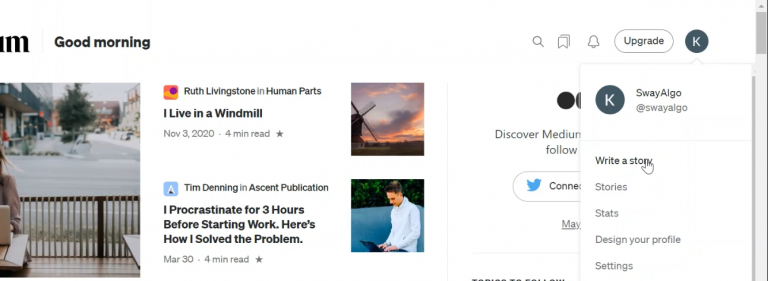 Good morning
Upgrade
K
Ruth Livingstone in Human Parts
I Live in a Windmill
Nov 3, 2020 · 4 min read ★
Tim Denning in Ascent Publication
I Procrastinate for 3 Hours
Before Starting Work. Here's
How I Solved the Problem.
Mar 30 · 4 min read ★
Discover Medium
follow
Connec
May
K
SwayAlgo
@swayalgo
Write a story
Stories
Stats
Design your profile
Settings